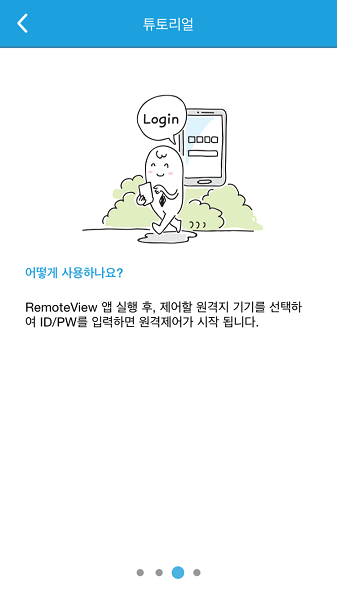 튜토리얼
Login
어떻게 사용하나요?
RemoteView 앱 실행 후, 제어할 원격지 기기를 선택하
여 ID/PW를 입력하면 원격제어가 시작 됩니다.